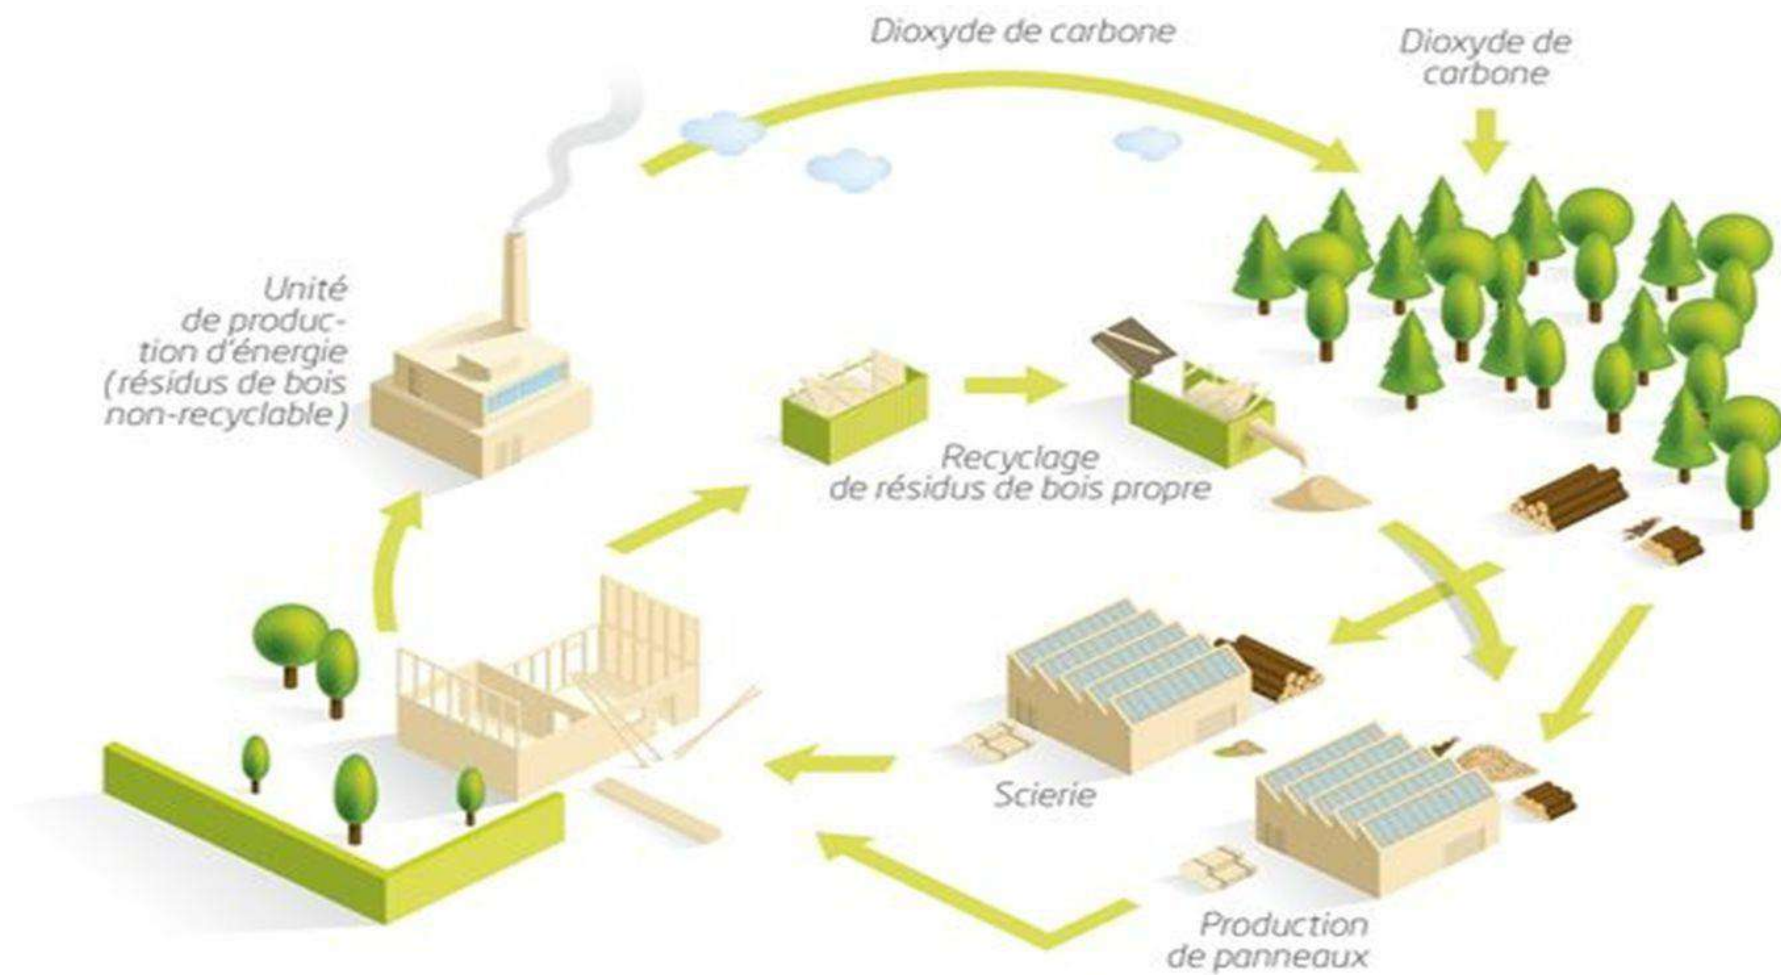 Dioxyde de carbone
Dioxyde de
carbone
Unité
de produc-
tion d'énergie
(résidus de bois
non-recyclable)
Recyclage
de résidus de bois propre
Scierie
Production
de panneaux